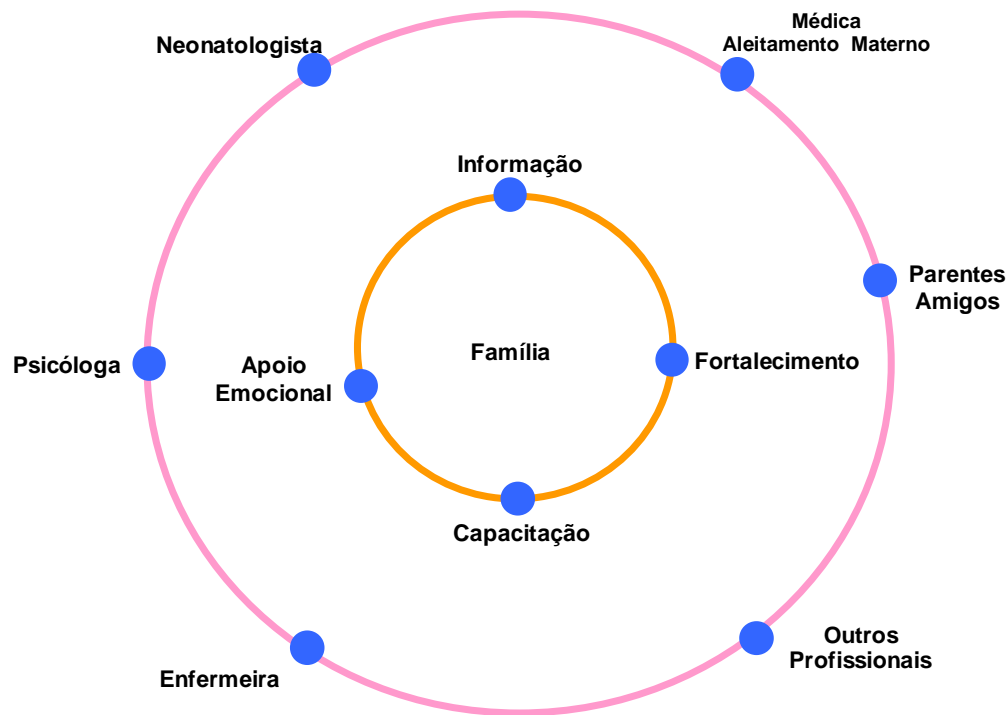 Médica
Aleitamento Materno
Neonatologista
Informação
Parentes
Amigos
Família
Fortalecimento
Psicóloga
Apoio
Emocional
Capacitação
Outros
Profissionais
Enfermeira